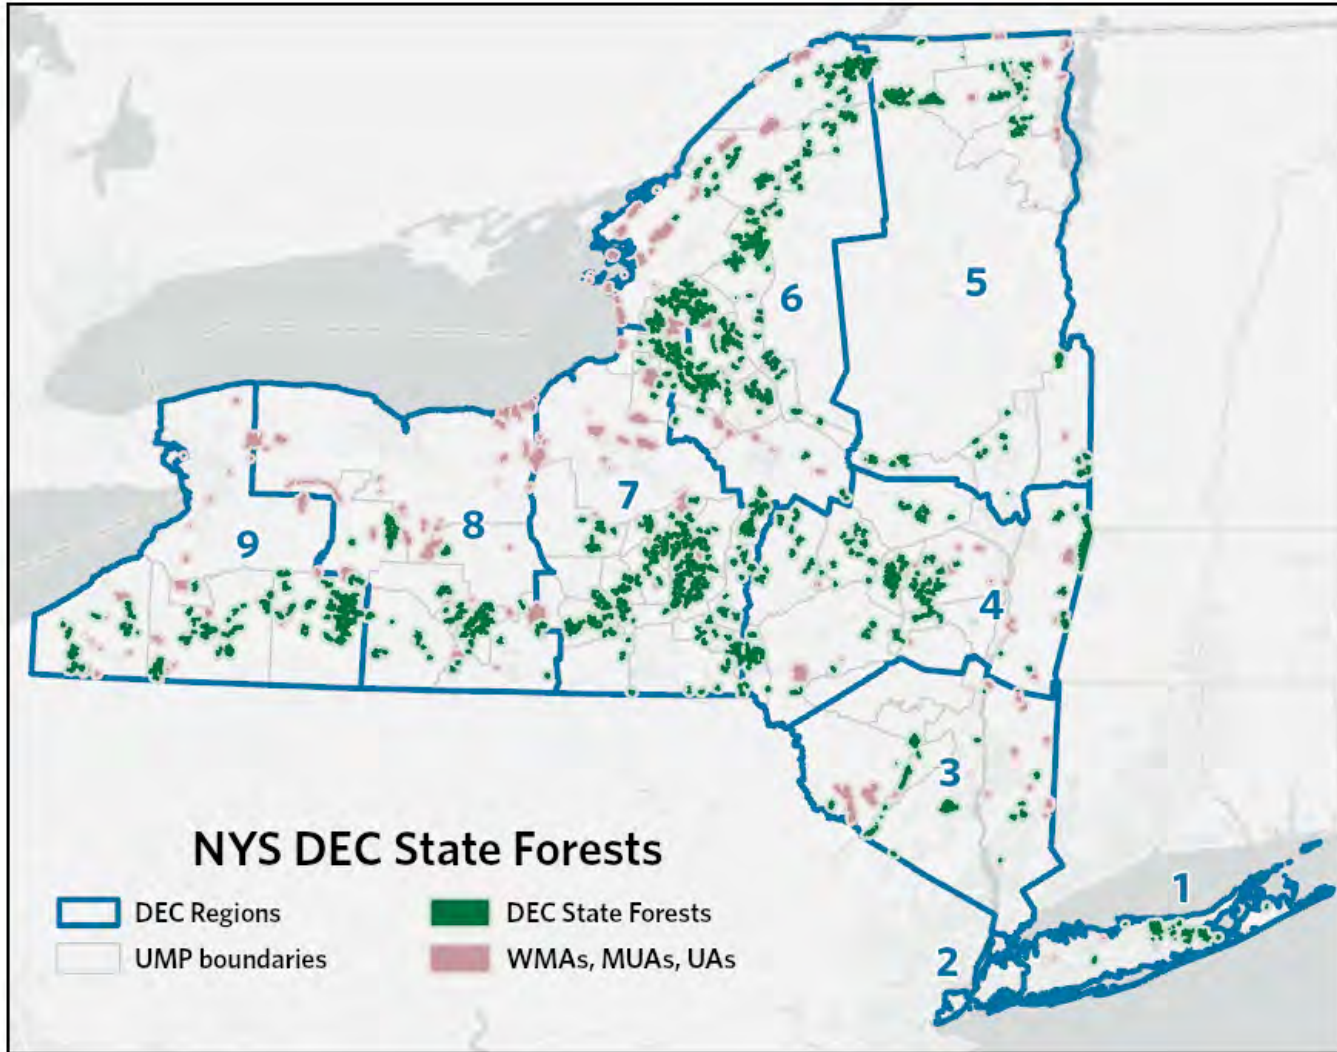 5
6
7
8
9
4
3
NYS DEC State Forests
1
DEC Regions
DEC State Forests
UMP boundaries
WMAs, MUAs, UAs
2